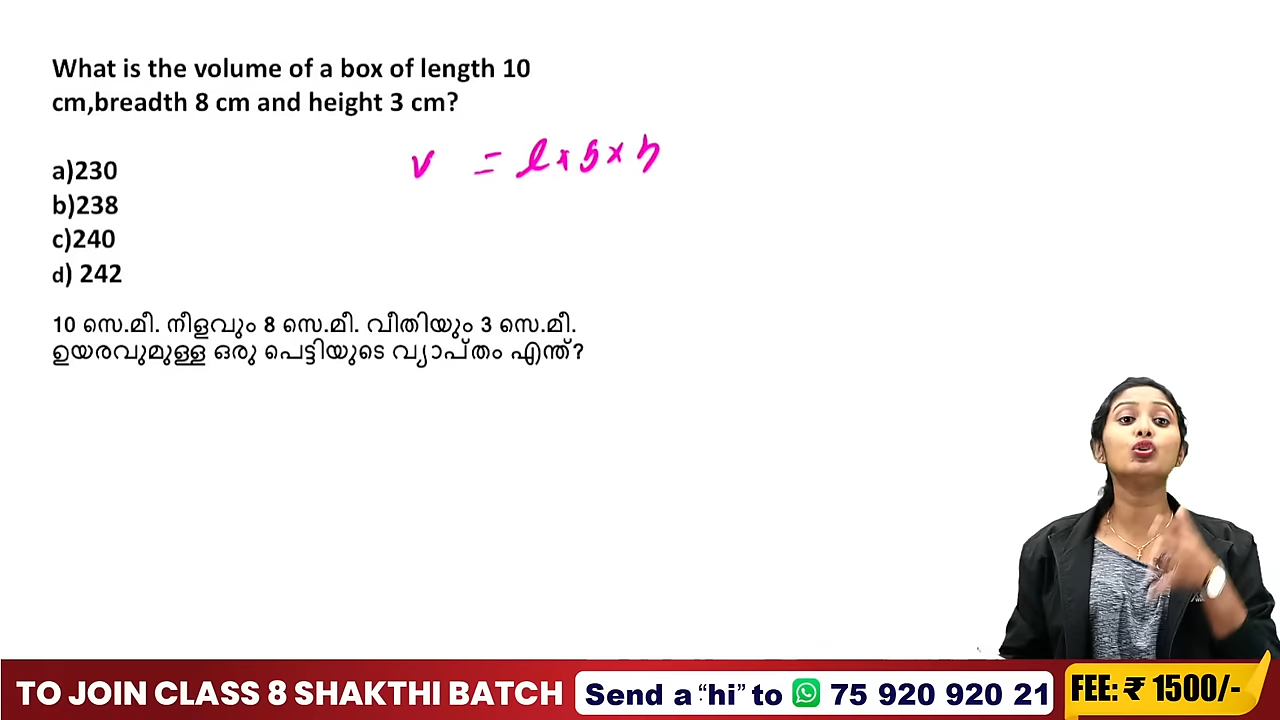 What is the volume of a box of length 10
cm,breadth 8 cm and height 3 cm?
v = l x b x h
a)230
b)238
c)240
d) 242
10 സെ.മീ. നീളവും 8 സെ.മീ. വീതിയും 3 സെ.മീ.
ഉയരവുമുള്ള ഒരു പെട്ടിയുടെ വ്യാപ്തം എന്ത്?
TO JOIN CLASS 8 SHAKTHI BATCH Send a “hi” to 75 920 920 21 FEE: ₹ 1500/-